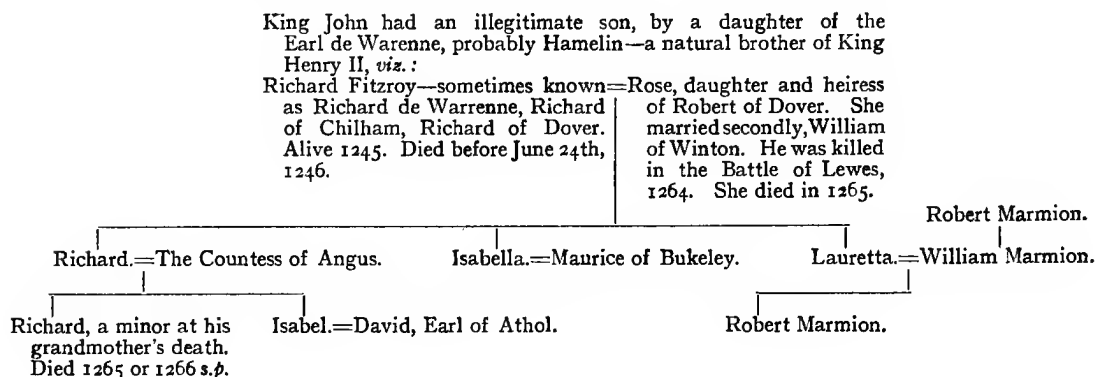 King John had an illegitimate son, by a daughter of the
Earl de Warenne, probably Hamelin—a natural brother of King
Henry II, viz.:
Richard Fitzroy—sometimes known=Rose, daughter and heiress
as Richard de Warrenne, Richard
of Chilham, Richard of Dover.
Alive 1245. Died before June 24th,
1246.
of Robert of Dover. She
married secondly, William
of Winton. He was killed
in the Battle of Lewes,
1264. She died in 1265.
Robert Marmion.
Richard.=The Countess of Angus.
Isabella.=Maurice of Bukeley.
Lauretta.=William Marmion.
Richard, a minor at his
grandmother's death.
Died 1265 or 1266 s.p.
Isabel.=David, Earl of Athol.
Robert Marmion.